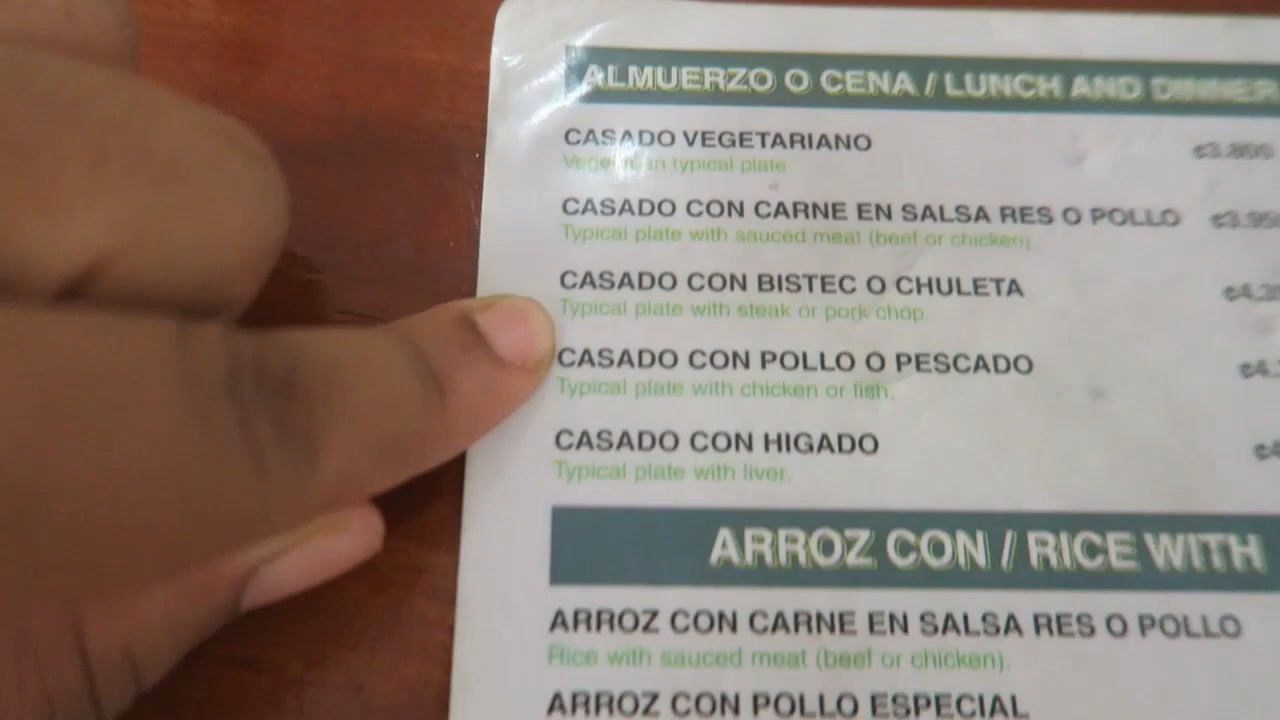 ALMUERZO O CENA / LUNCH AND DINNER
CASADO VEGETARIANO
Vegetarian typical plate
CASADO CON CARNE EN SALSA RES O POLLO
Typical plate with sauced meat (beef or chicken).
CASADO CON BISTEC O CHULETA
Typical plate with steak or pork chop.
CASADO CON POLLO O PESCADO
Typical plate with chicken or fish.
CASADO CON HIGADO
Typical plate with liver.
ARROZ CON / RICE WITH
ARROZ CON CARNE EN SALSA RES O POLLO
Rice with sauced meat (beef or chicken).
ARROZ CON POLLO ESPECIAL